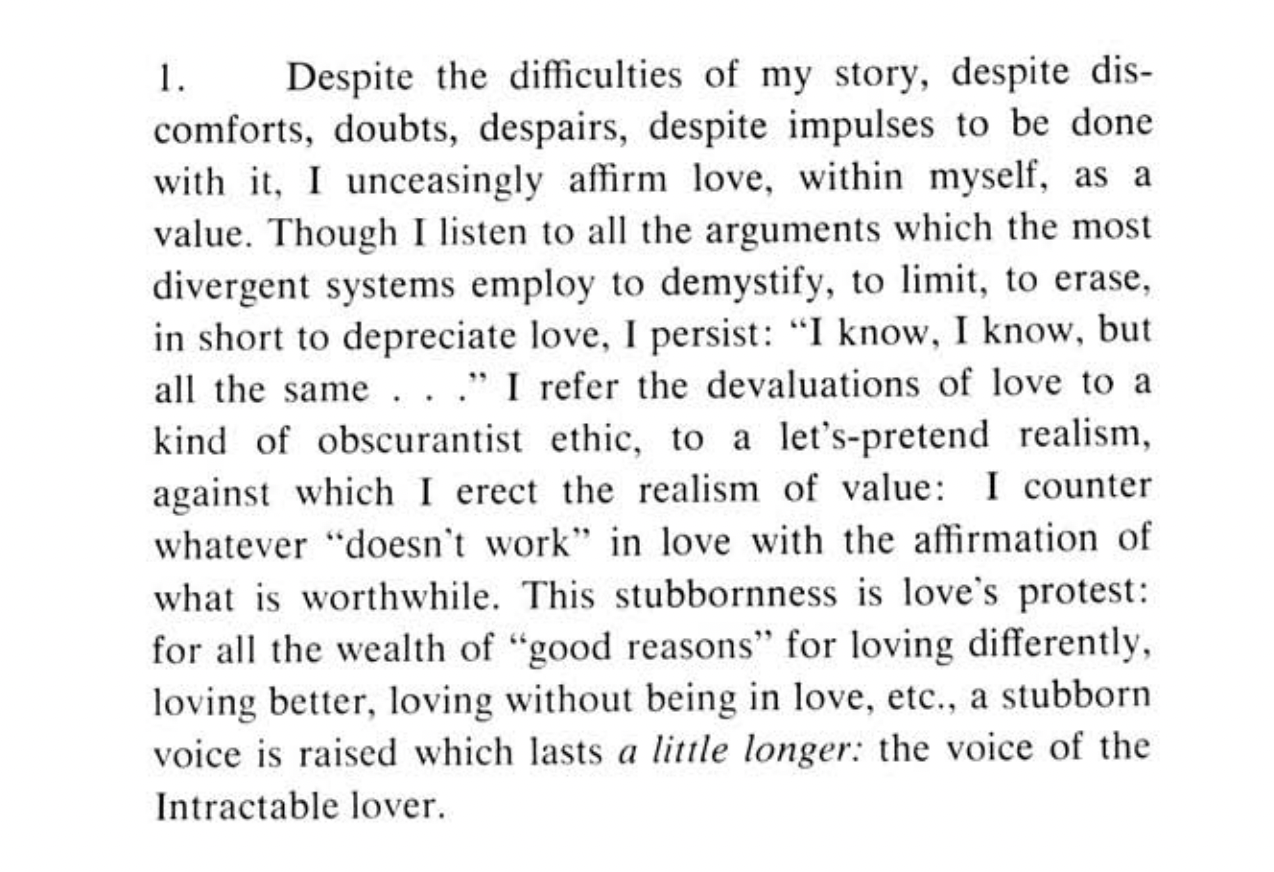 1. Despite the difficulties of my story, despite dis-
comforts, doubts, despairs, despite impulses to be done
with it, I unceasingly affirm love, within myself, as a
value. Though I listen to all the arguments which the most
divergent systems employ to demystify, to limit, to erase,
in short to depreciate love, I persist: “I know, I know, but
all the same . . .” I refer the devaluations of love to a
kind of obscurantist ethic, to a let’s-pretend realism,
against which I erect the realism of value: I counter
whatever “doesn’t work” in love with the affirmation of
what is worthwhile. This stubbornness is love’s protest:
for all the wealth of “good reasons” for loving differently,
loving better, loving without being in love, etc., a stubborn
voice is raised which lasts a little longer: the voice of the
Intractable lover.